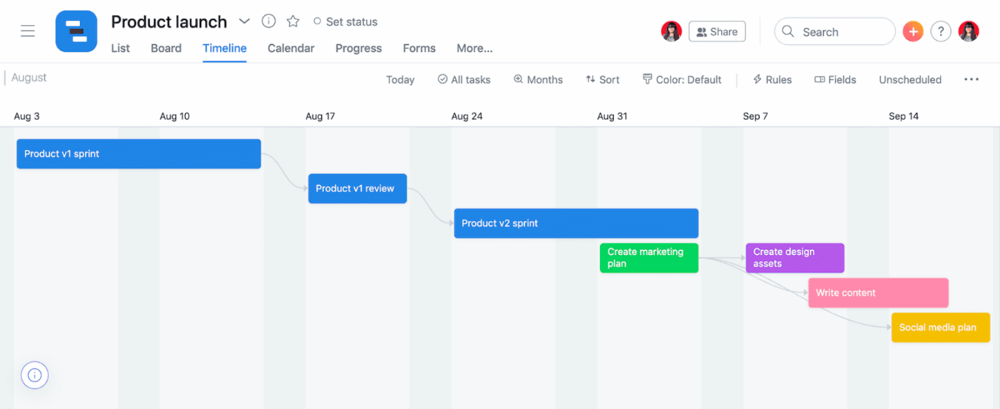 Product launch
Set status
Share
Search
+
?
List Board Timeline Calendar Progress Forms More...
August
Today All tasks Months Sort Color: Default Rules Fields Unscheduled
Aug 3 Aug 10 Aug 17 Aug 24 Aug 31 Sep 7 Sep 14
Product v1 sprint
Product v1 review
Product v2 sprint
Create marketing
plan
Create design
assets
Write content
Social media plan